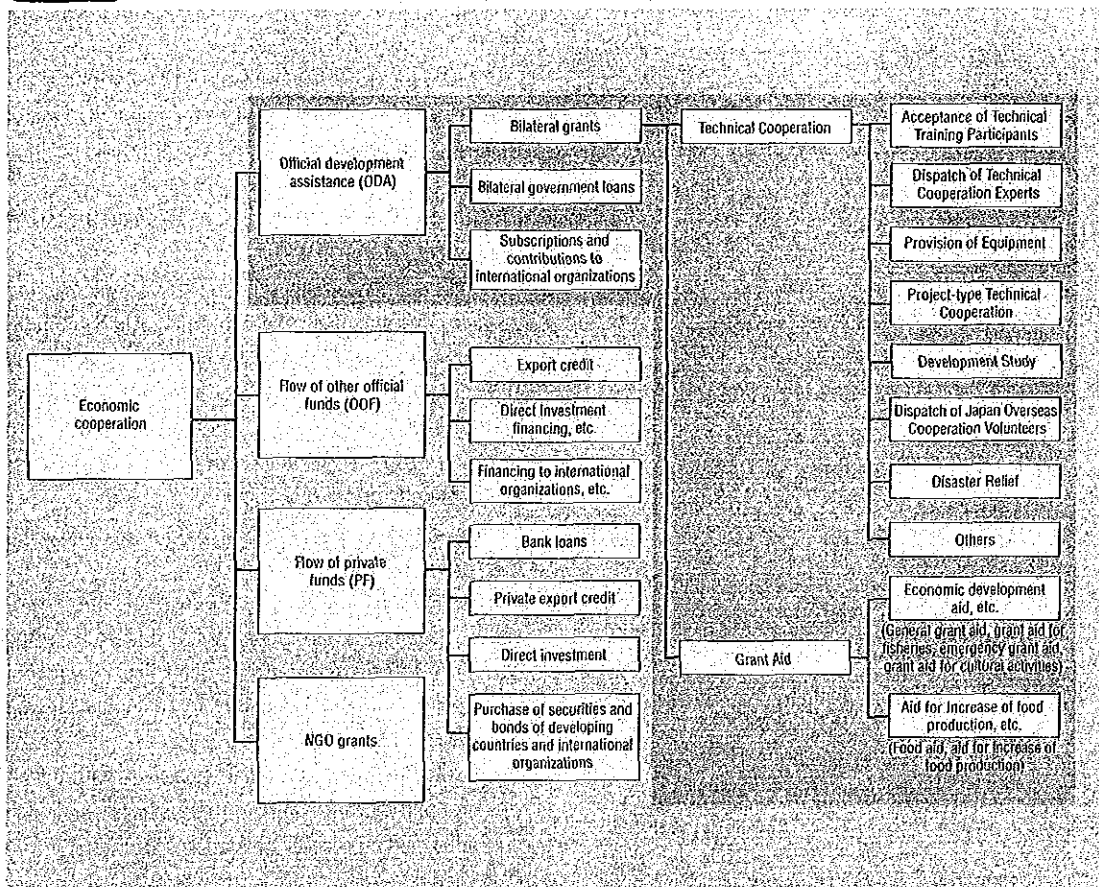 Economic
cooperation
Official development
assistance (ODA)
Bilateral grants
Bilateral government loans
Subscriptions and
contributions to
international organizations
Technical Cooperation
Acceptance of Technical
Training Participants
Dispatch of Technical
Cooperation Experts
Provision of Equipment
Project-type Technical
Cooperation
Development Study
Dispatch of Japan Overseas
Cooperation Volunteers
Disaster Relief
Others
Grant Aid
Economic development
aid, etc.
(General grant aid, grant aid for
fisheries, emergency grant aid,
grant aid for cultural activities)
Aid for Increase of food
production, etc.
(Food aid, aid for increase of
food production)
Flow of other official
funds (OOF)
Export credit
Direct Investment
financing, etc.
Financing to international
organizations, etc.
Flow of private
funds (PF)
Bank loans
Private export credit
Direct investment
Purchase of securities and
bonds of developing
countries and international
organizations
NGO grants